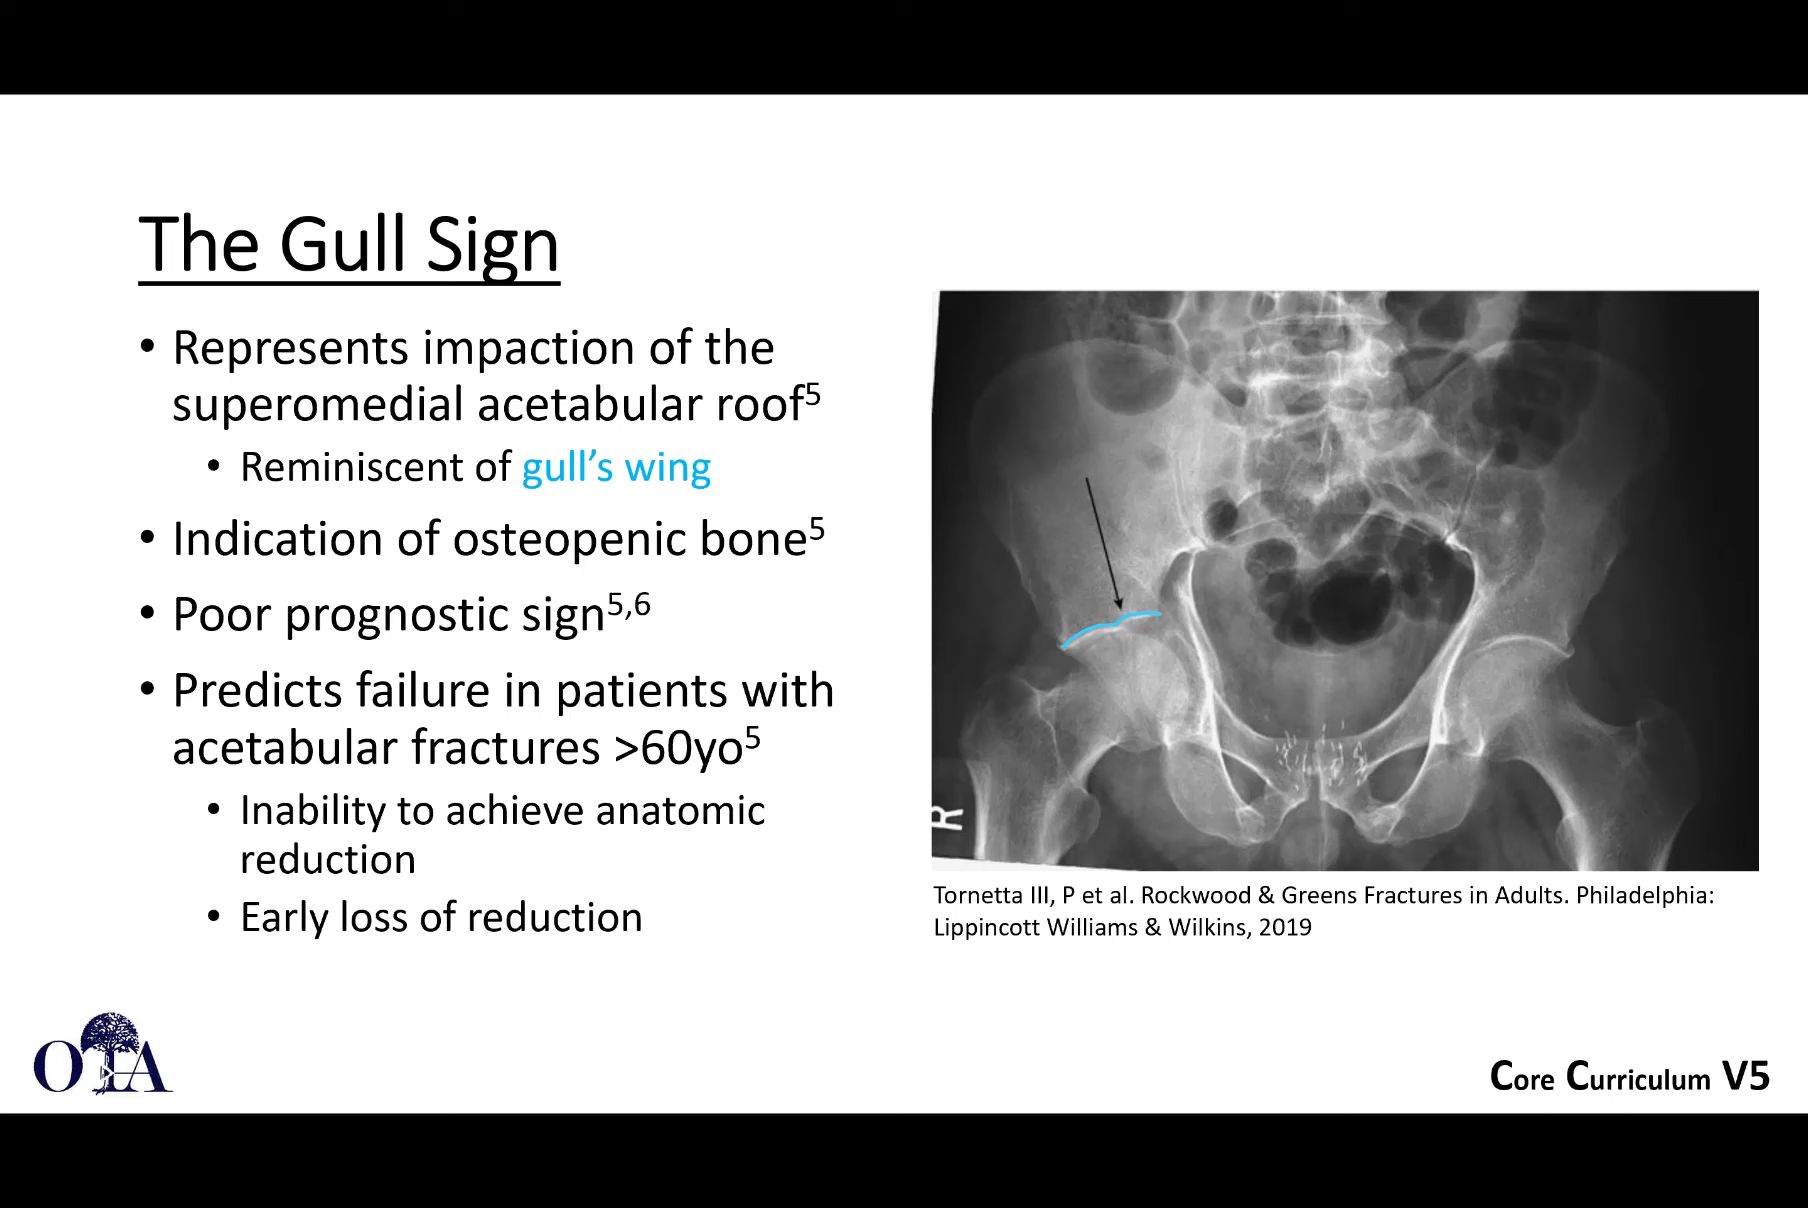 The Gull Sign
• Represents impaction of the
superomedial acetabular roof5
• Reminiscent of gull’s wing
• Indication of osteopenic bone5
• Poor prognostic sign5,6
• Predicts failure in patients with
acetabular fractures >60yo5
• Inability to achieve anatomic
reduction
• Early loss of reduction
R
Tornetta III, P et al. Rockwood & Greens Fractures in Adults. Philadelphia:
Lippincott Williams & Wilkins, 2019
OTA
Core Curriculum V5